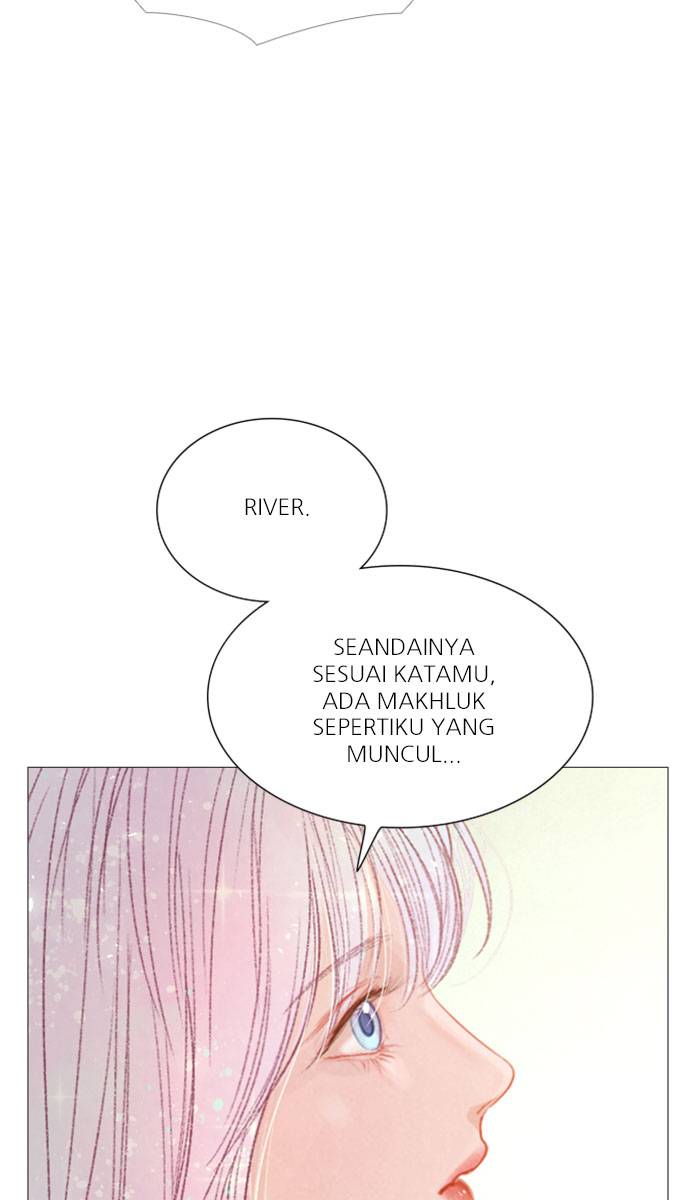 RIVER.
SEANDAINYA
SESUAI KATAMU,
ADA MAKHLUK
SEPERTIKU YANG
MUNCUL...